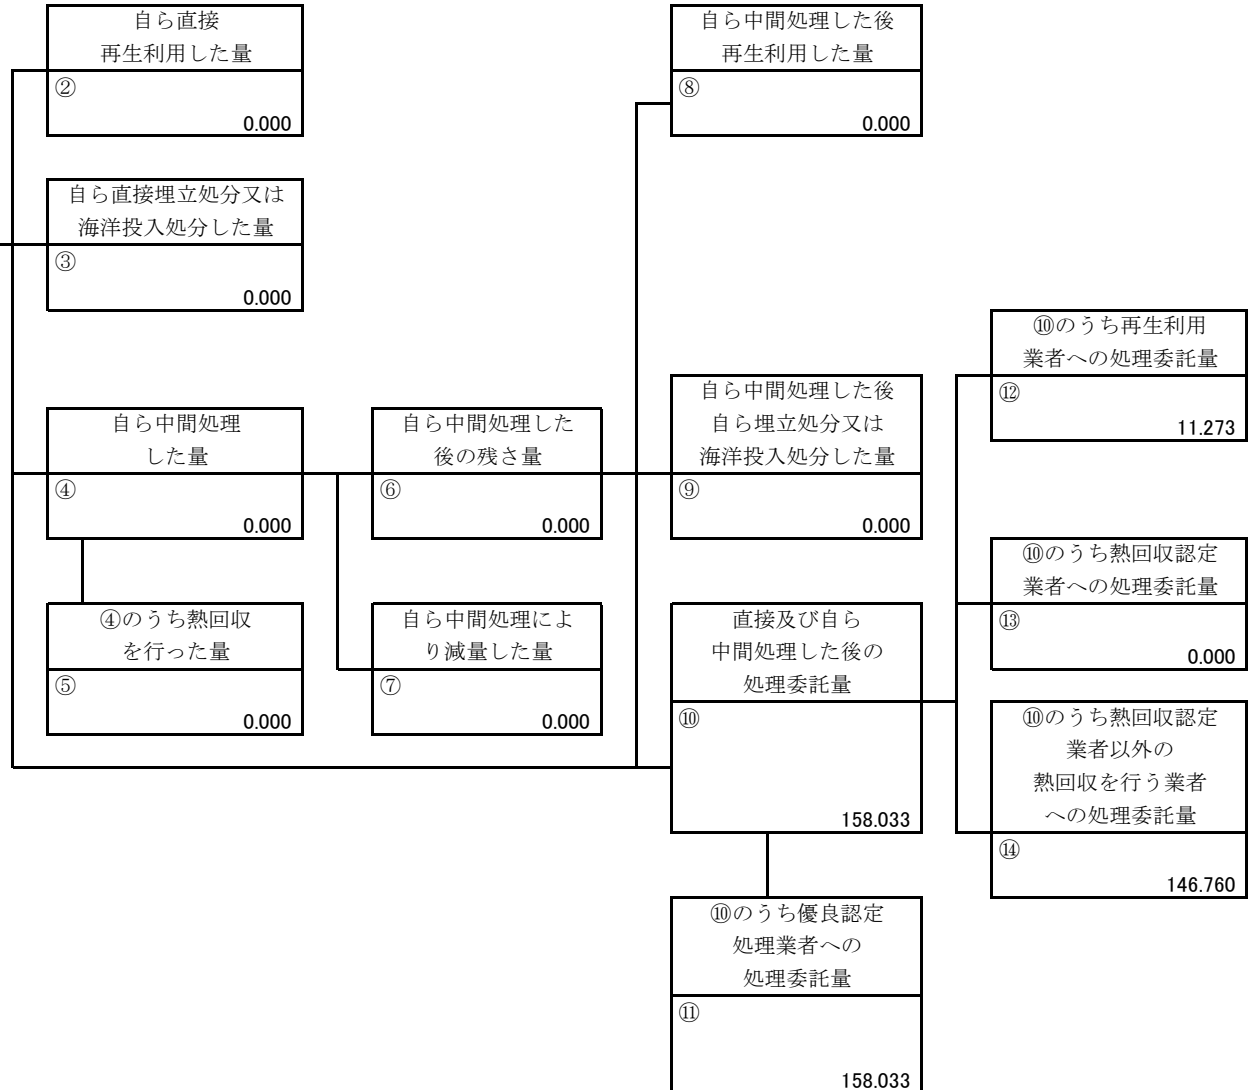 自ら直接
再生利用した量
②
0.000
自ら中間処理した後
再生利用した量
⑧
0.000
自ら直接埋立処分又は
海洋投入処分した量
③
0.000
⑩のうち再生利用
業者への処理委託量
⑫
11.273
自ら中間処理
した量
④
0.000
自ら中間処理した
後の残さ量
⑥
0.000
自ら中間処理した後
自ら埋立処分又は
海洋投入処分した量
⑨
0.000
⑩のうち熱回収認定
業者への処理委託量
⑬
0.000
④のうち熱回収
を行った量
⑤
0.000
自ら中間処理によ
り減量した量
⑦
0.000
直接及び自ら
中間処理した後の
処理委託量
⑩
158.033
⑩のうち熱回収認定
業者以外の
熱回収を行う業者
への処理委託量
⑭
146.760
⑩のうち優良認定
処理業者への
処理委託量
⑪
158.033